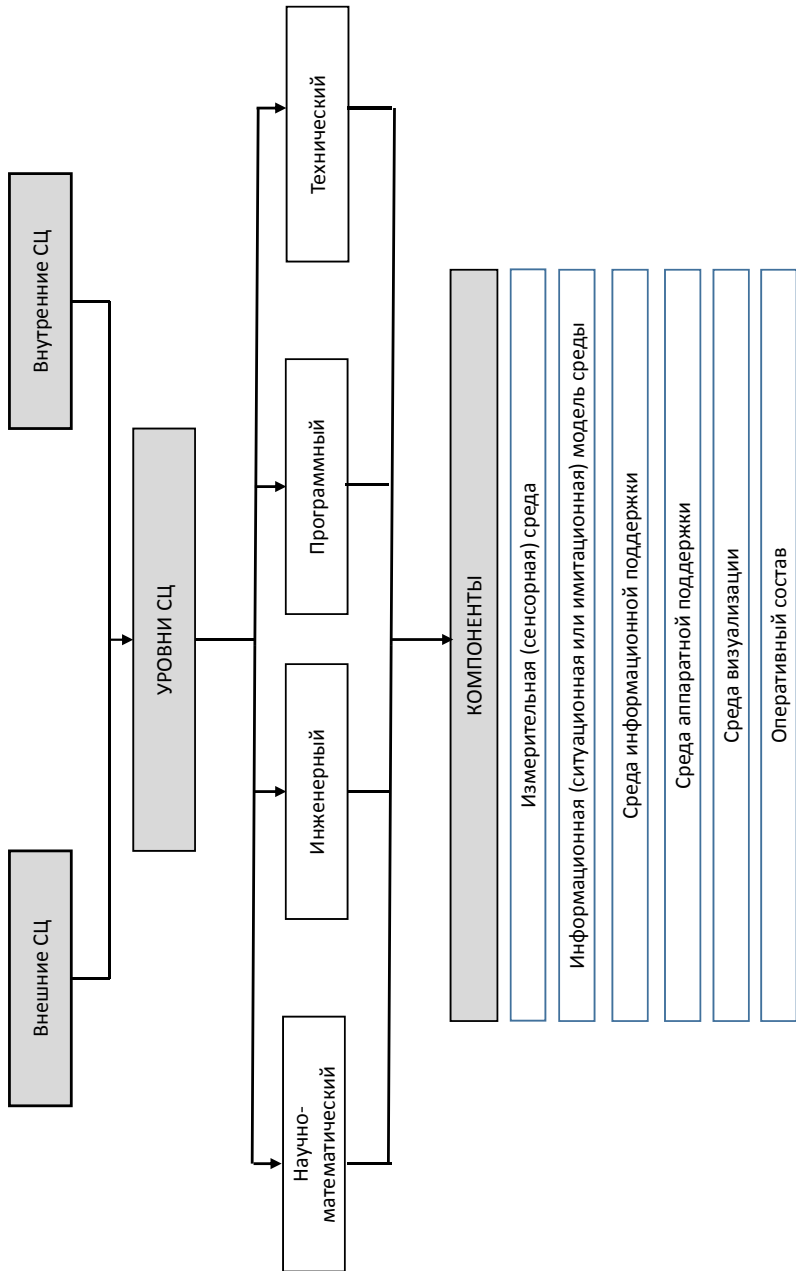 Внешние СЦ
Внутренние СЦ
УРОВНИ СЦ
Научно-
математический
Инженерный
Программный
Технический
КОМПОНЕНТЫ
Измерительная (сенсорная) среда
Информационная (ситуационная или имитационная) модель среды
Среда информационной поддержки
Среда аппаратной поддержки
Среда визуализации
Оперативный состав